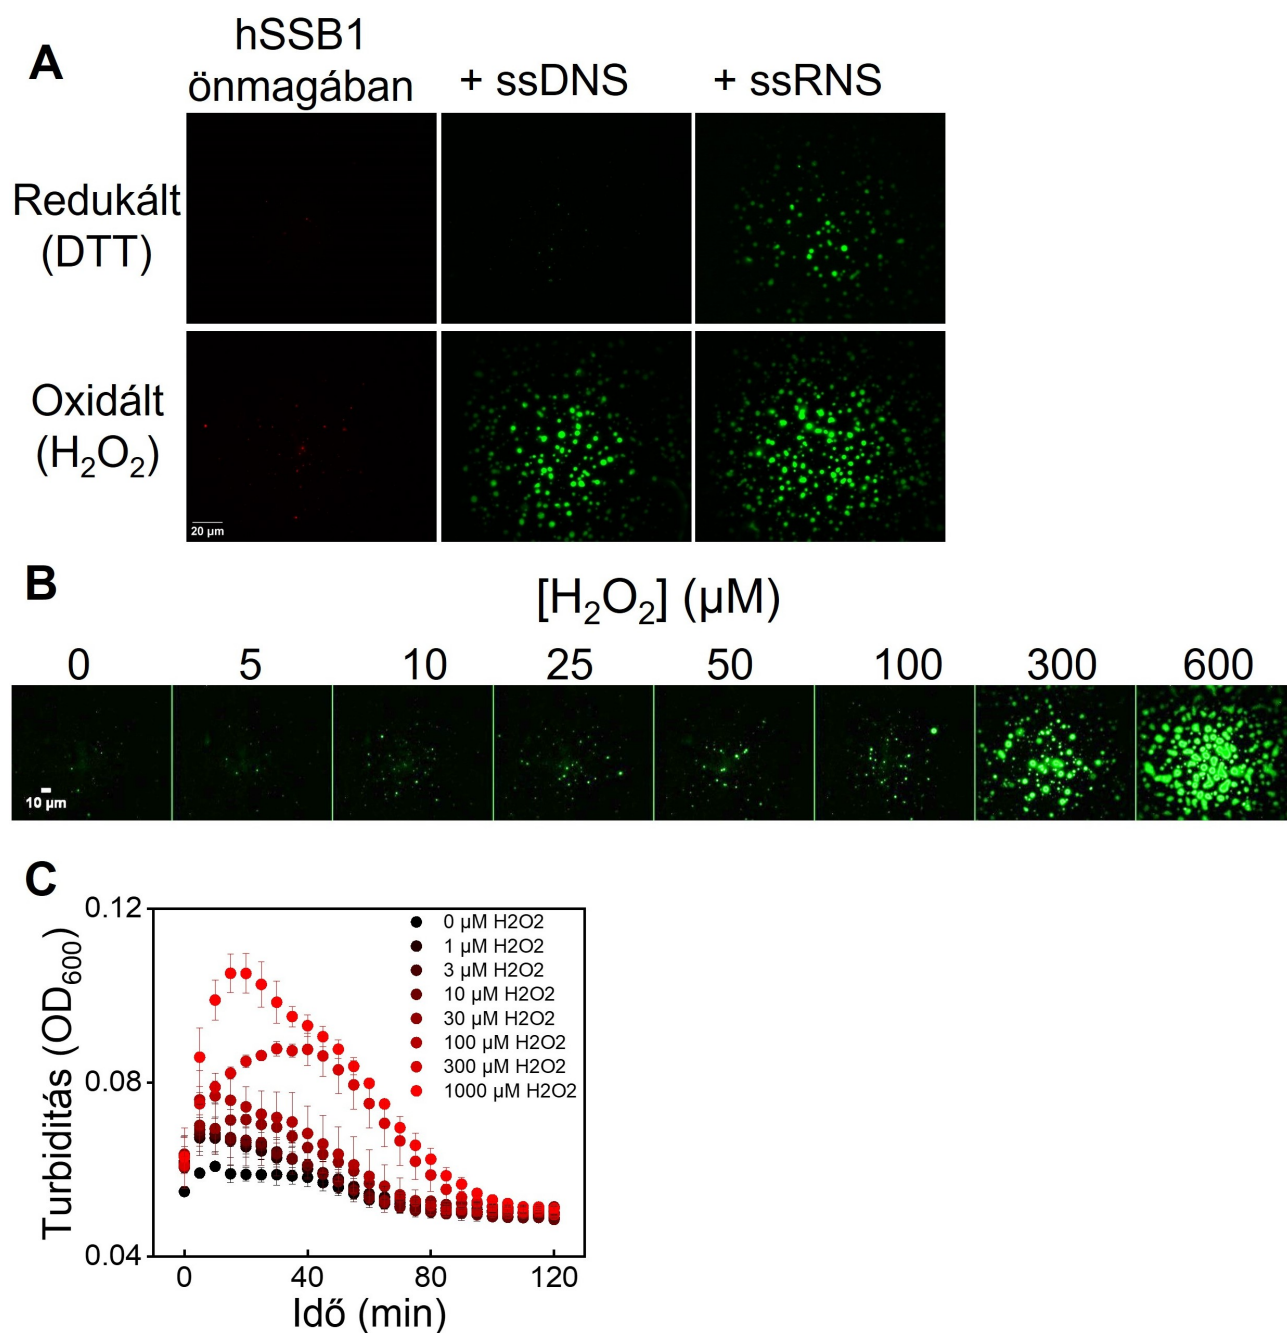 A
hSSB1
önmagában
+ ssDNS
+ ssRNS
Redukált
(DTT)
Oxidált
(H₂O₂)
20 µm
B
[H₂O₂] (µM)
0 5 10 25 50 100 300 600
10 µm
C
Turbiditás (OD₆₀₀)
0.12
0.08
0.04
0 µM H2O2
1 µM H2O2
3 µM H2O2
10 µM H2O2
30 µM H2O2
100 µM H2O2
300 µM H2O2
1000 µM H2O2
0 40 80 120
Idő (min)